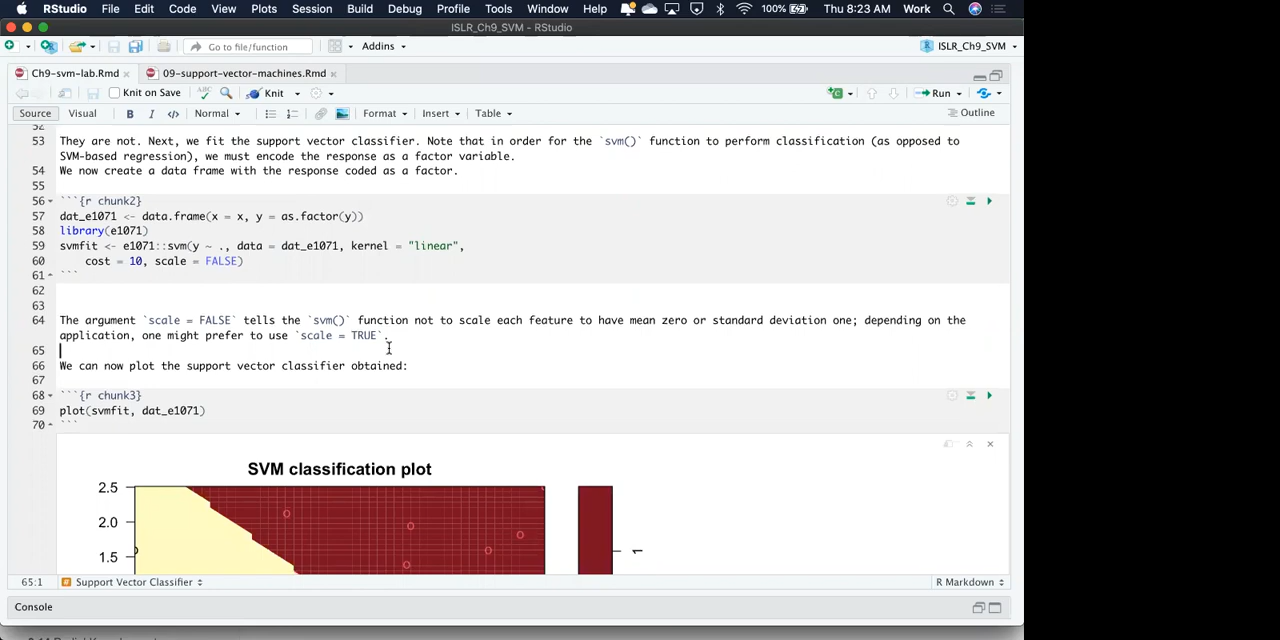 RStudio File Edit Code View Plots Session Build Debug Profile Tools Window Help 100% Thu 8:23 AM Work
ISLR_Ch9_SVM - RStudio
Go to file/function Addins ISLR_Ch9_SVM
Ch9-svm-lab.Rmd 09-support-vector-machines.Rmd
Knit on Save ABC Knit Run
Source Visual B I </> Normal Format Insert Table Outline
52
53 They are not. Next, we fit the support vector classifier. Note that in order for the `svm()` function to perform classification (as opposed to
SVM-based regression), we must encode the response as a factor variable.
54 We now create a data frame with the response coded as a factor.
55
56 ```{r chunk2}
57 dat_e1071 <- data.frame(x = x, y = as.factor(y))
58 library(e1071)
59 svmfit <- e1071::svm(y ~ ., data = dat_e1071, kernel = "linear",
60 cost = 10, scale = FALSE)
61 ```
62
63
64 The argument `scale = FALSE` tells the `svm()` function not to scale each feature to have mean zero or standard deviation one; depending on the
application, one might prefer to use `scale = TRUE`.
65
66 We can now plot the support vector classifier obtained:
67
68 ```{r chunk3}
69 plot(svmfit, dat_e1071)
70 ```
SVM classification plot
2.5
2.0
1.5
1
65:1 Support Vector Classifier R Markdown
Console